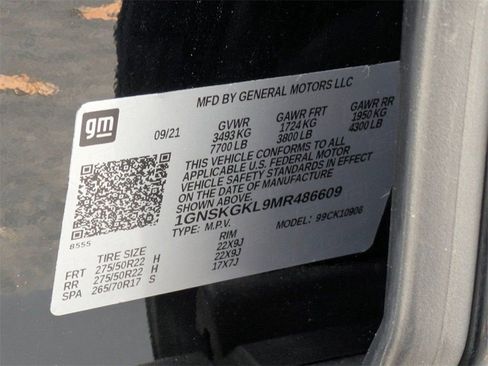 MFD BY GENERAL MOTORS LLC
gm
09/21
GVWR GAWR FRT GAWR RR
3493 KG 1724 KG 1950 KG
7700 LB 3800 LB 4300 LB
THIS VEHICLE CONFORMS TO ALL
APPLICABLE U.S. FEDERAL MOTOR
VEHICLE SAFETY STANDARDS IN EFFECT
ON THE DATE OF MANUFACTURE SHOWN ABOVE.
1GNSKGKL9MR486609
TYPE: M.P.V. MODEL: 99CK10906
B555
TIRE SIZE RIM
FRT 275/50R22 H 22X9J
RR 275/50R22 H 22X9J
SPA 265/70R17 S 17X7J